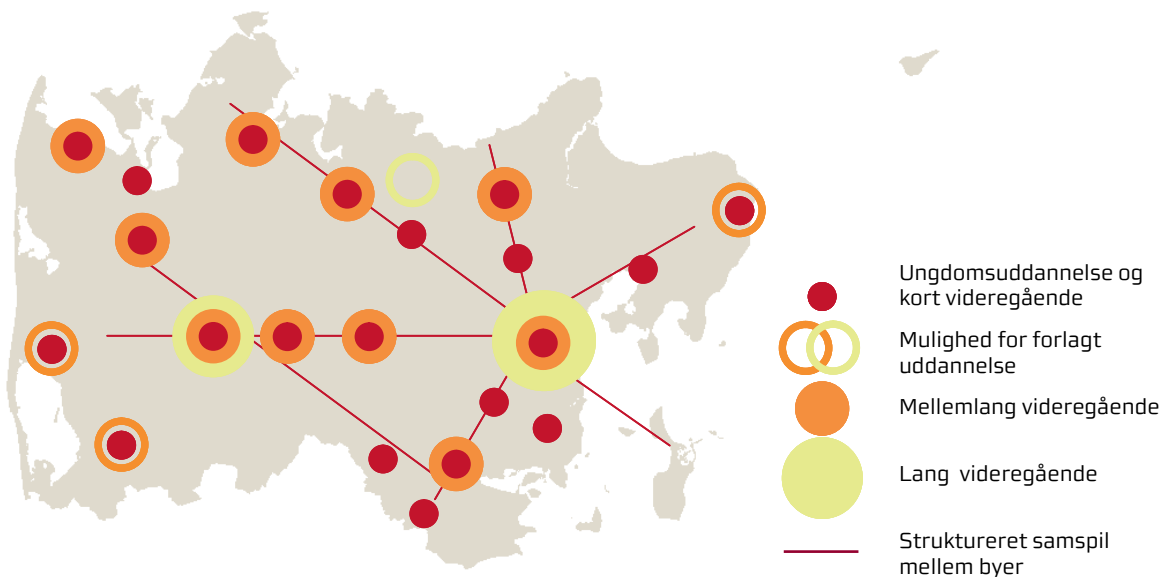 Ungdomsuddannelse og
kort videregående
Mulighed for forlagt
uddannelse
Mellemlang videregående
Lang videregående
Struktureret samspil
mellem byer